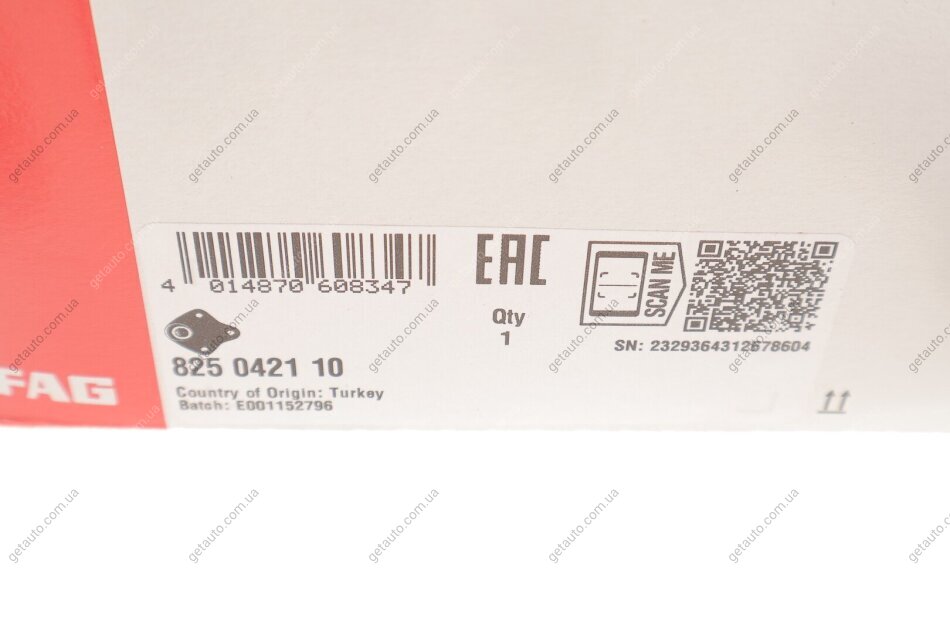 EAC
SCAN ME
4 014870 608347
Qty
1
SN: 2329364312678604
825 0421 10
Country of Origin: Turkey
Batch: E001152796
FAG
getauto.com.ua